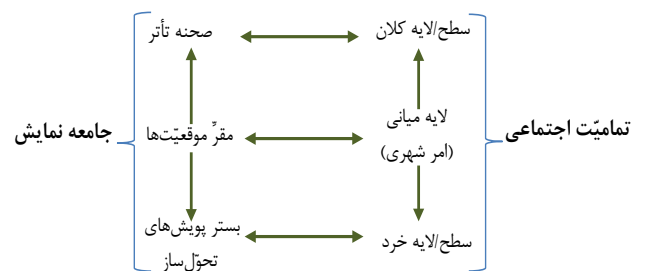 سطح/لایه کلان
صحنه تأتر
تمامیّت اجتماعی
لایه میانی
(امر شهری)
مقرِّ موقعیّت‌ها
جامعه نمایش
سطح/لایه خرد
بستر پویش‌های
تحوّل‌ساز